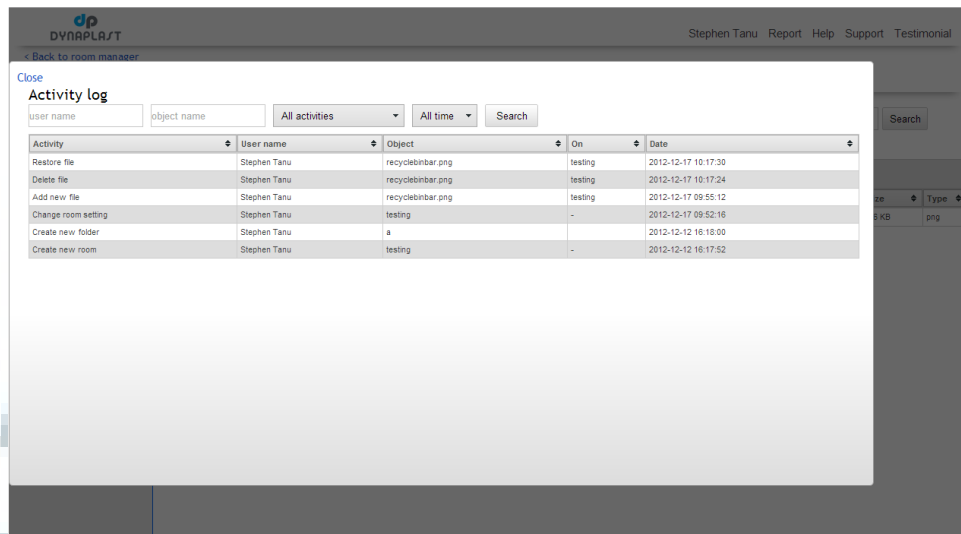 dp
DYNAPLAST
Stephen Tanu Report Help Support Testimonial
< Back to room manager
Close
Activity log
user name object name All activities All time Search
Search
Activity User name Object On Date
Restore file Stephen Tanu recyclebinbar.png testing 2012-12-17 10:17:30
Delete file Stephen Tanu recyclebinbar.png testing 2012-12-17 10:17:24
Add new file Stephen Tanu recyclebinbar.png testing 2012-12-17 09:55:12
Type
Change room setting Stephen Tanu testing - 2012-12-17 09:52:16
KB png
Create new folder Stephen Tanu a 2012-12-12 16:18:00
Create new room Stephen Tanu testing - 2012-12-12 16:17:52